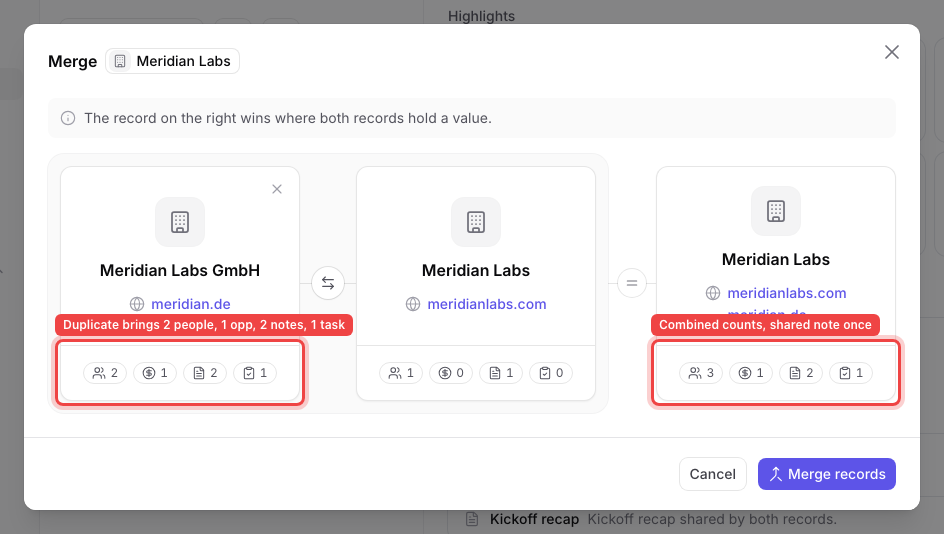 Highlights
Merge Meridian Labs
The record on the right wins where both records hold a value.
Meridian Labs GmbH
meridian.de
Duplicate brings 2 people, 1 opp, 2 notes, 1 task
2 1 2 1
Meridian Labs
meridianlabs.com
1 0 1 0
Meridian Labs
meridianlabs.com
meridian.de
Combined counts, shared note once
3 1 2 1
Cancel Merge records
Kickoff recap Kickoff recap shared by both records.